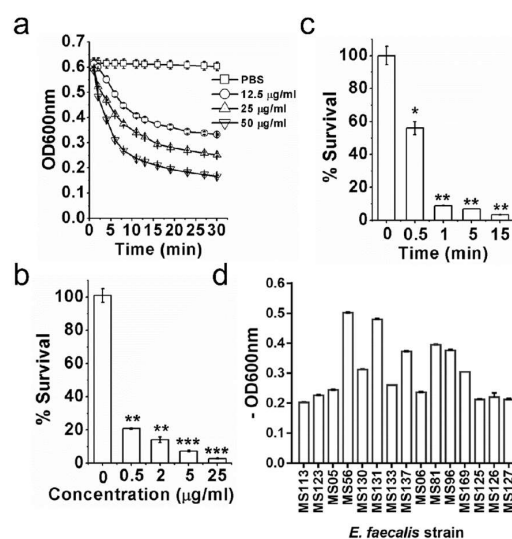 a
0.7
0.6
0.5
0.4
0.3
0.2
0.1
0.0
OD600nm
PBS
12.5 μg/ml
25 μg/ml
50 μg/ml
0 5 10 15 20 25 30
Time (min)
c
120
100
80
60
40
20
0
% Survival
*
**
**
**
0 0.5 1 5 15
Time (min)
b
100
80
60
40
20
0
% Survival
**
**
***
***
0 0.5 2 5 25
Concentration (μg/ml)
d
0.6
0.5
0.4
0.3
0.2
0.1
0.0
- OD600nm
MS113
MS123
MS05
MS56
MS130
MS131
MS133
MS137
MS06
MS81
MS96
MS169
MS125
MS126
MS127
E. faecalis strain